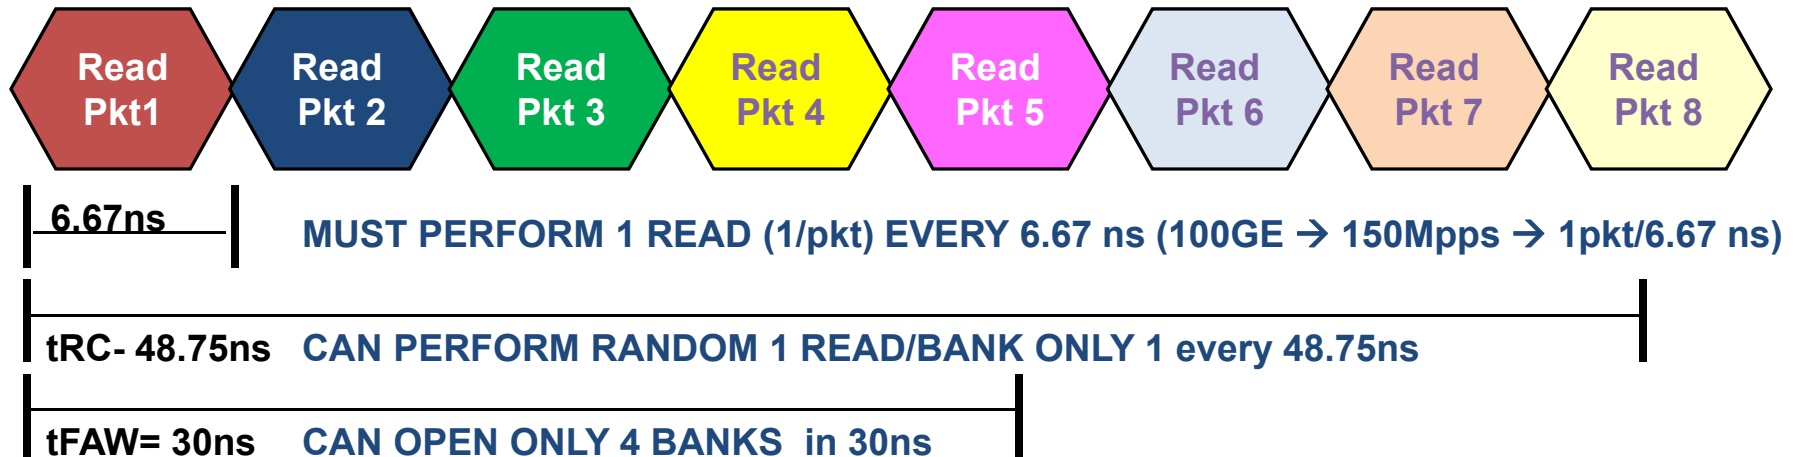 Read Pkt1
Read Pkt 2
Read Pkt 3
Read Pkt 4
Read Pkt 5
Read Pkt 6
Read Pkt 7
Read Pkt 8
6.67ns
MUST PERFORM 1 READ (1/pkt) EVERY 6.67 ns (100GE → 150Mpps → 1pkt/6.67 ns)
tRC- 48.75ns CAN PERFORM RANDOM 1 READ/BANK ONLY 1 every 48.75ns
tFAW= 30ns CAN OPEN ONLY 4 BANKS in 30ns